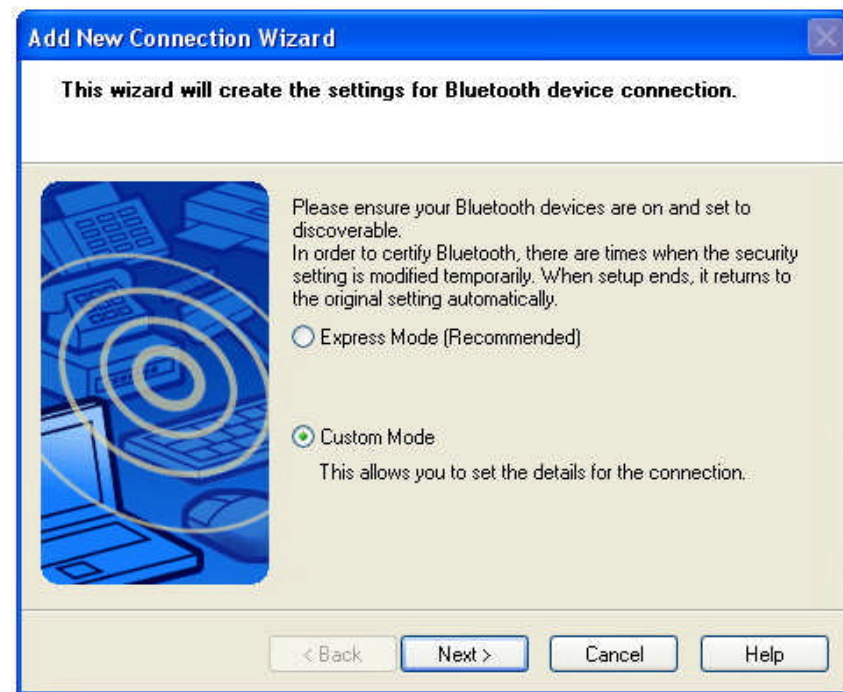 Add New Connection Wizard
This wizard will create the settings for Bluetooth device connection.
Please ensure your Bluetooth devices are on and set to
discoverable.
In order to certify Bluetooth, there are times when the security
setting is modified temporarily. When setup ends, it returns to
the original setting automatically.
Express Mode (Recommended)
Custom Mode
This allows you to set the details for the connection.
< Back Next > Cancel Help